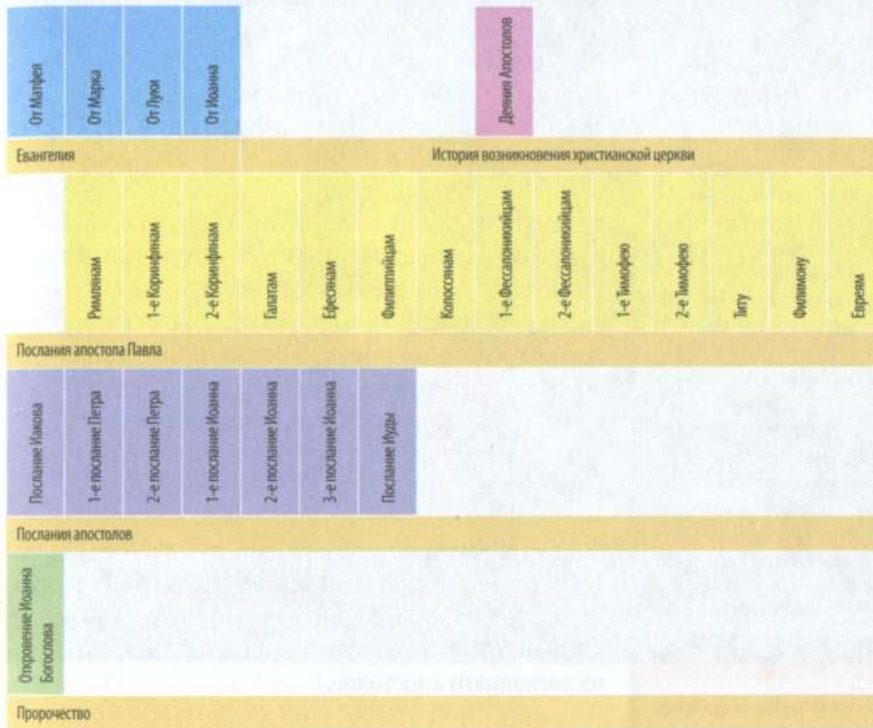 От Матфея
От Марка
От Луки
От Иоанна
Деяния Апостолов
Евангелия
История возникновения христианской церкви
Римлянам
1-е Коринфянам
2-е Коринфянам
Галатам
Ефесянам
Филиппийцам
Колоссянам
1-е Фессалоникийцам
2-е Фессалоникийцам
1-е Тимофею
2-е Тимофею
Титу
Филимону
Евреям
Послания апостола Павла
Послание Иакова
1-е послание Петра
2-е послание Петра
1-е послание Иоанна
2-е послание Иоанна
3-е послание Иоанна
Послание Иуды
Послания апостолов
Откровение Иоанна
Богослова
Пророчество